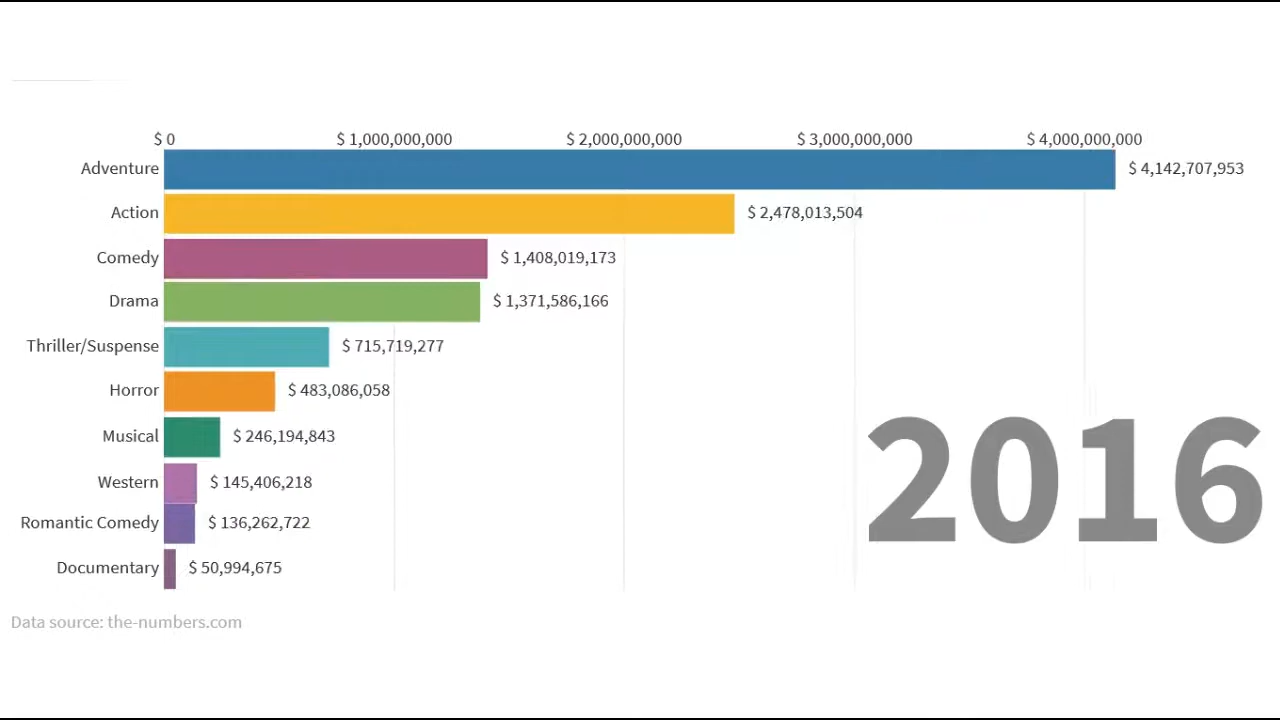 $ 0 $ 1,000,000,000 $ 2,000,000,000 $ 3,000,000,000 $ 4,000,000,000
Adventure $ 4,142,707,953
Action $ 2,478,013,504
Comedy $ 1,408,019,173
Drama $ 1,371,586,166
Thriller/Suspense $ 715,719,277
Horror $ 483,086,058
Musical $ 246,194,843
Western $ 145,406,218
Romantic Comedy $ 136,262,722
Documentary $ 50,994,675
2016
Data source: the-numbers.com